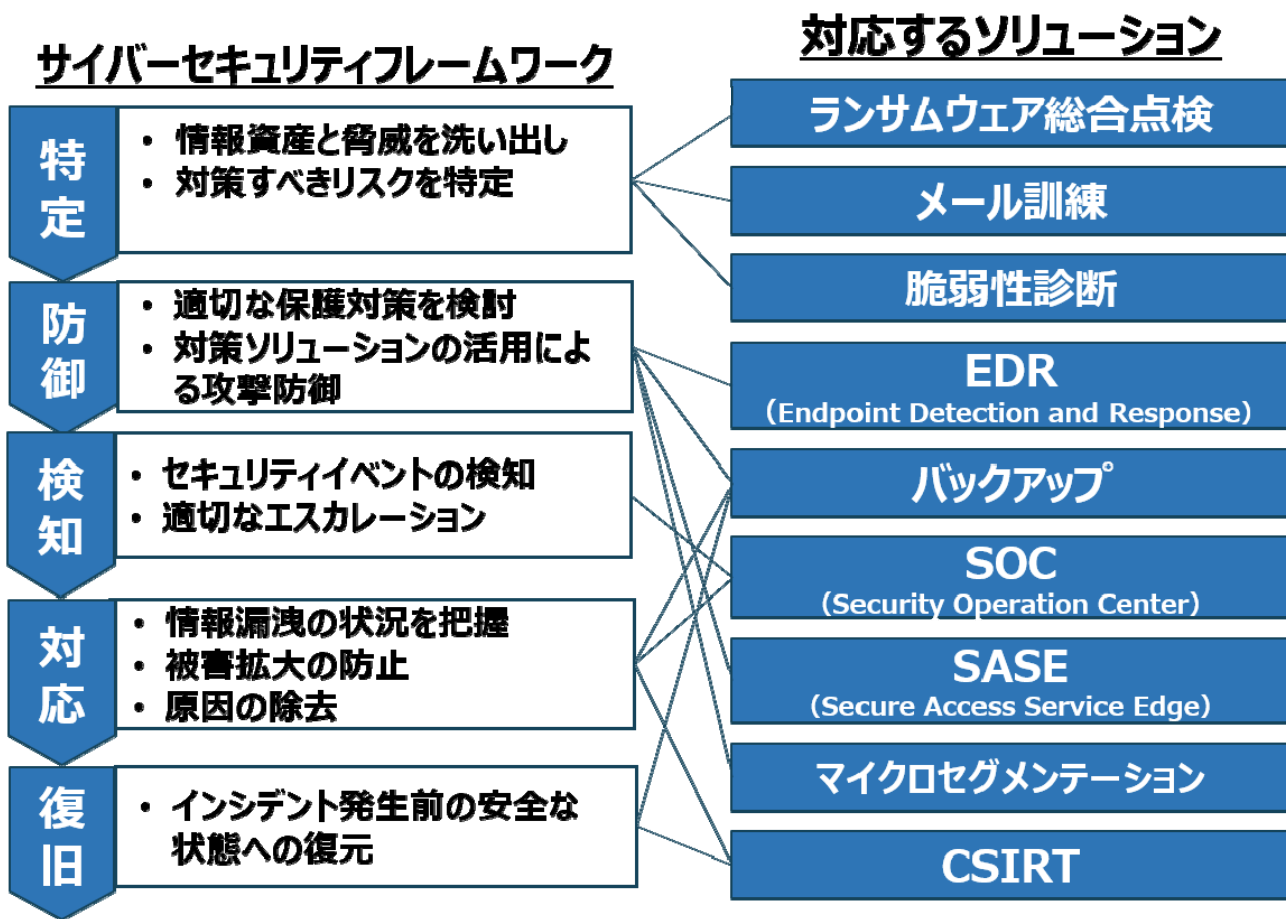 サイバーセキュリティフレームワーク
特定
・ 情報資産と脅威を洗い出し
・ 対策すべきリスクを特定
防御
・ 適切な保護対策を検討
・ 対策ソリューションの活用によ
る攻撃防御
検知
・ セキュリティイベントの検知
・ 適切なエスカレーション
対応
・ 情報漏洩の状況を把握
・ 被害拡大の防止
・ 原因の除去
復旧
・ インシデント発生前の安全な
状態への復元
対応するソリューション
ランサムウェア総合点検
メール訓練
脆弱性診断
EDR
（Endpoint Detection and Response）
バックアップ
SOC
（Security Operation Center）
SASE
（Secure Access Service Edge）
マイクロセグメンテーション
CSIRT